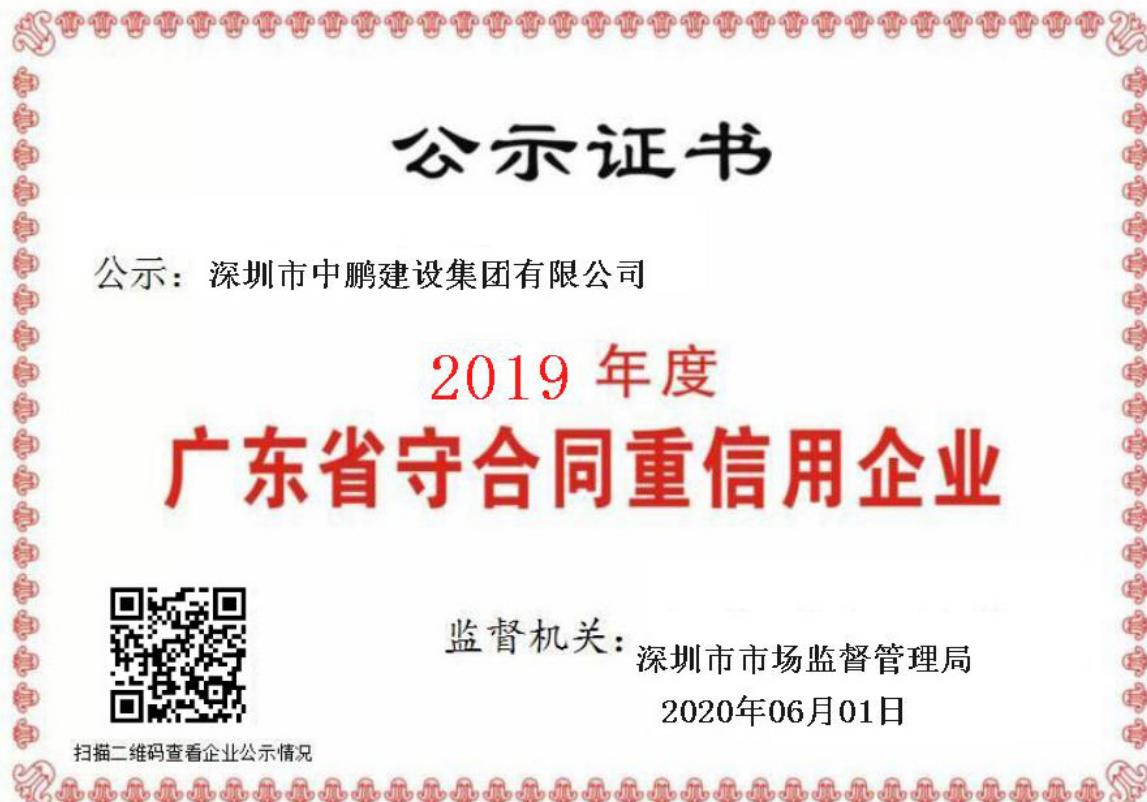 公示证书
公示：深圳市中鹏建设集团有限公司
2019 年度
广东省守合同重信用企业
监督机关：深圳市市场监督管理局
2020年06月01日
扫描二维码查看企业公示情况